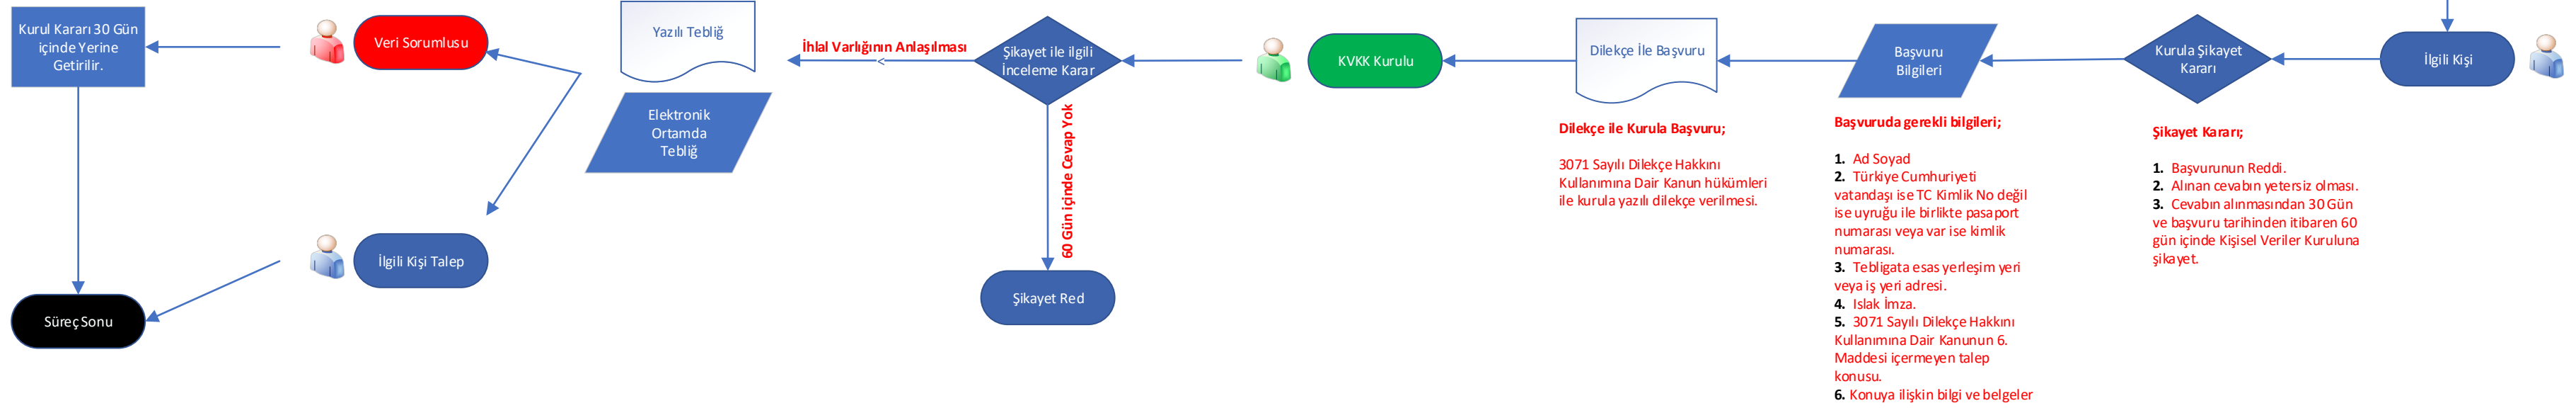 Kurul Kararı 30 Gün
içinde Yerine
Getirilir.
Veri Sorumlusu
Yazılı Tebliğ
Elektronik
Ortamda
Tebliğ
İhlal Varlığının Anlaşılması
<
Şikayet ile ilgili
İnceleme Karar
60 Gün içinde Cevap Yok
Şikayet Red
KVKK Kurulu
Dilekçe İle Başvuru
Dilekçe ile Kurula Başvuru;
3071 Sayılı Dilekçe Hakkını
Kullanımına Dair Kanun hükümleri
ile kurula yazılı dilekçe verilmesi.
Başvuru
Bilgileri
Başvuruda gerekli bilgileri;
1. Ad Soyad
2. Türkiye Cumhuriyeti
vatandaşı ise TC Kimlik No değil
ise uyruğu ile birlikte pasaport
numarası veya var ise kimlik
numarası.
3. Tebligata esas yerleşim yeri
veya iş yeri adresi.
4. Islak İmza.
5. 3071 Sayılı Dilekçe Hakkını
Kullanımına Dair Kanunun 6.
Maddesi içermeyen talep
konusu.
6. Konuya ilişkin bilgi ve belgeler
Kurula Şikayet
Kararı
Şikayet Kararı;
1. Başvurunun Reddi.
2. Alınan cevabın yetersiz olması.
3. Cevabın alınmasından 30 Gün
ve başvuru tarihinden itibaren 60
gün içinde Kişisel Veriler Kuruluna
şikayet.
İlgili Kişi
İlgili Kişi Talep
Süreç Sonu